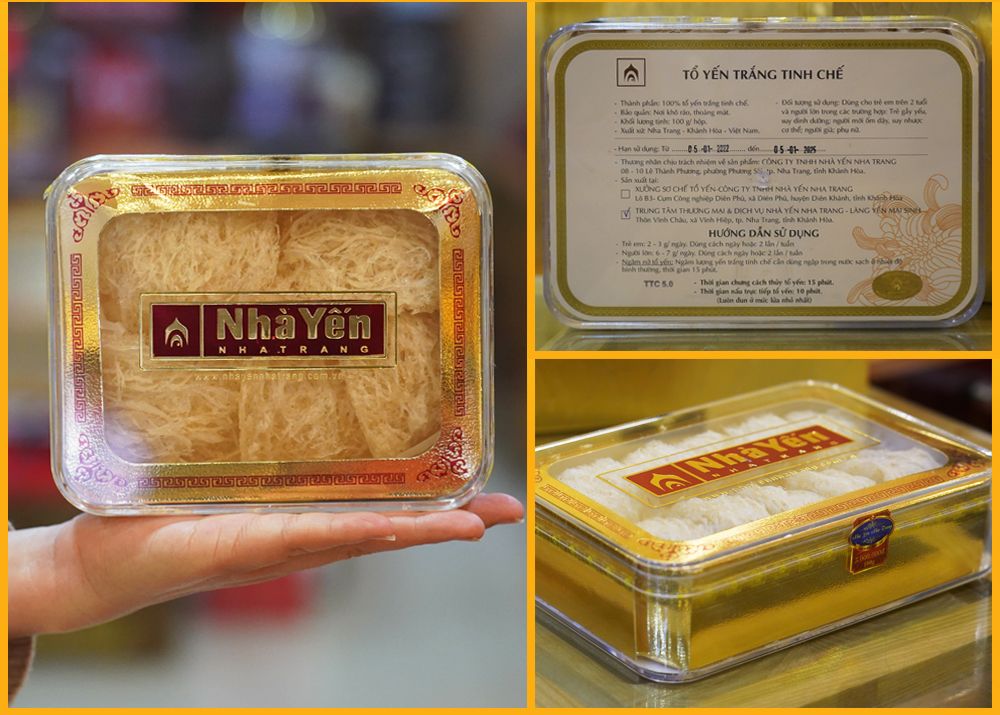 Nhà Yến
NHA TRANG
www.nhayennhatrang.com.vn
TỔ YẾN TRẮNG TINH CHẾ
- Thành phần: 100% tổ yến trắng tinh chế.
- Bảo quản: Nơi khô ráo, thoáng mát.
- Khối lượng tịnh: 100 g/ hộp.
- Xuất xứ: Nha Trang - Khánh Hòa - Việt Nam.
- Đối tượng sử dụng: Dùng cho trẻ em trên 2 tuổi
và người lớn trong các trường hợp: Trẻ gầy yếu,
suy dinh dưỡng; người mới ốm dậy, suy nhược
cơ thể; người già; phụ nữ.
- Hạn sử dụng: Từ 05-01-2022 đến 05-01-2025
- Thương nhân chịu trách nhiệm về sản phẩm: CÔNG TY TNHH NHÀ YẾN NHA TRANG
08 - 10 Lê Thành Phương, phường Phương Sài, tp. Nha Trang, tỉnh Khánh Hòa.
- Sản xuất tại:
XƯỞNG SƠ CHẾ TỔ YẾN-CÔNG TY TNHH NHÀ YẾN NHA TRANG
Lô B3- Cụm Công nghiệp Diên Phú, xã Diên Phú, huyện Diên Khánh, tỉnh Khánh Hòa
TRUNG TÂM THƯƠNG MẠI & DỊCH VỤ NHÀ YẾN NHA TRANG - LÀNG YẾN MAI SINH
Thôn Vĩnh Châu, xã Vĩnh Hiệp, tp. Nha Trang, tỉnh Khánh Hòa.
HƯỚNG DẪN SỬ DỤNG
- Trẻ em: 2 - 3 g/ ngày. Dùng cách ngày hoặc 2 lần / tuần
- Người lớn: 6 - 7 g/ ngày. Dùng cách ngày hoặc 2 lần / tuần
- Ngâm nở tổ yến: Ngâm lượng yến trắng tinh chế cần dùng ngập trong nước sạch ở nhiệt độ
bình thường, thời gian 15 phút.
TTC 5.0
- Thời gian chưng cách thủy tổ yến: 15 phút.
- Thời gian nấu trực tiếp tổ yến: 10 phút.
(Luôn đun ở mức lửa nhỏ nhất)
Nhà Yến
NHA TRANG
100g